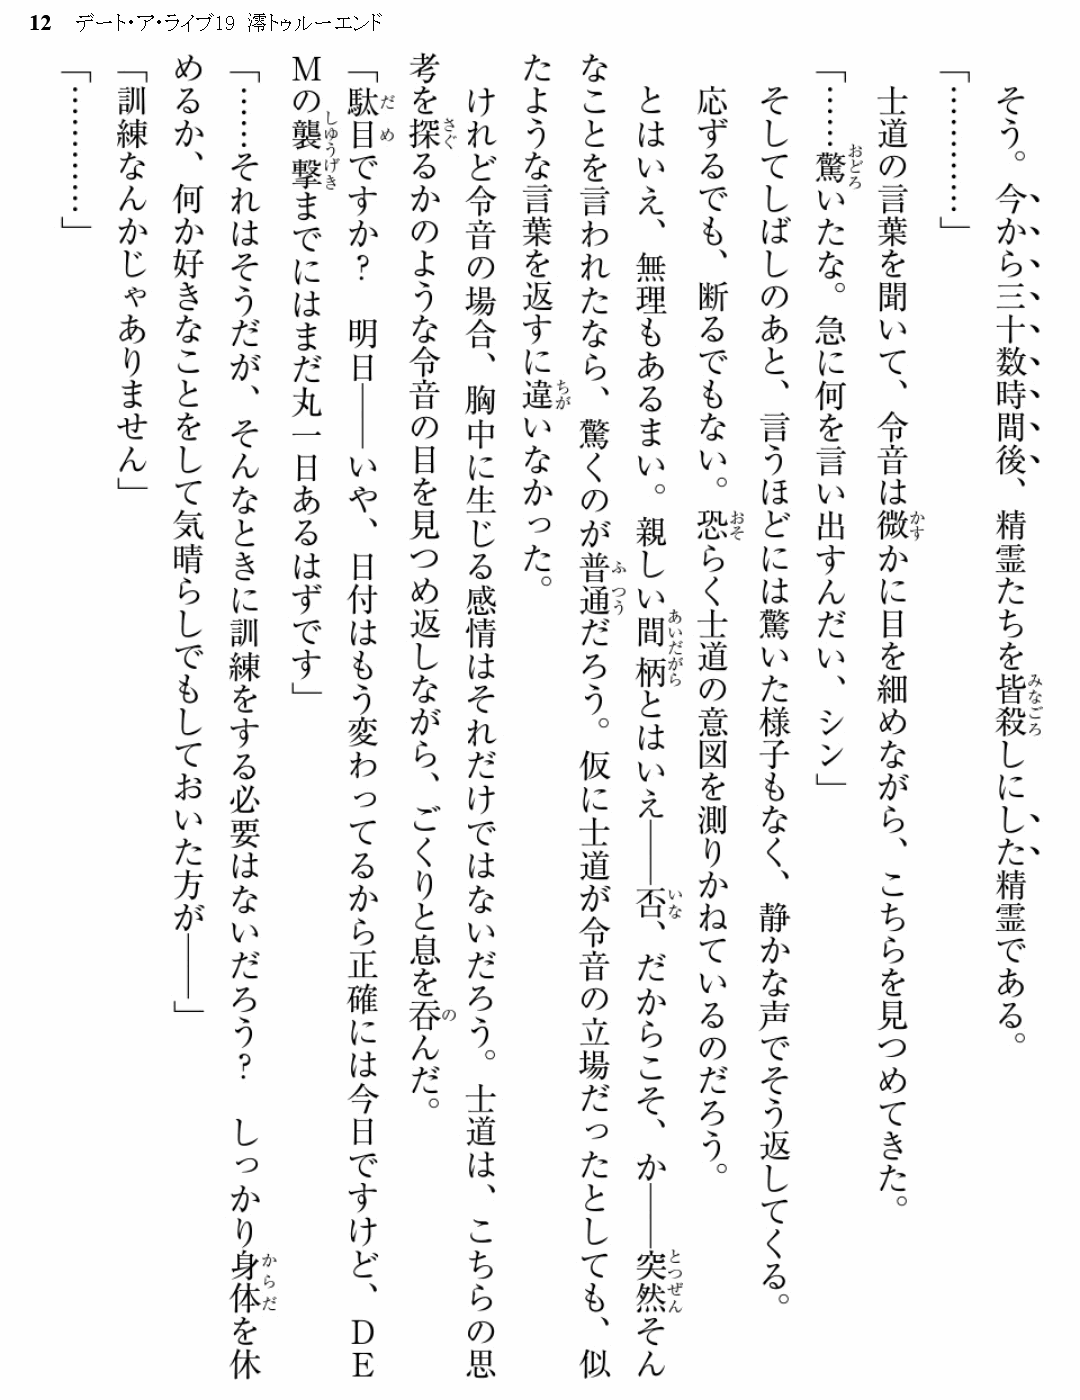 12 デート・ア・ライブ19 澪トゥルーエンド
そう。今から三十数時間後、精霊たちを皆殺しにした精霊である。
「…………」
士道の言葉を聞いて、令音は微かに目を細めながら、こちらを見つめてきた。
「……驚いたな。急に何を言い出すんだい、シン」
そしてしばしのあと、言うほどには驚いた様子もなく、静かな声でそう返してくる。
応ずるでも、断るでもない。恐らく士道の意図を測りかねているのだろう。
とはいえ、無理もあるまい。親しい間柄とはいえ――否、だからこそ、か――突然そん
なことを言われたなら、驚くのが普通だろう。仮に士道が令音の立場だったとしても、似
たような言葉を返すに違いなかった。
けれど令音の場合、胸中に生じる感情はそれだけではないだろう。士道は、こちらの思
考を探るかのような令音の目を見つめ返しながら、ごくりと息を呑んだ。
「駄目ですか？　明日――いや、日付はもう変わってるから正確には今日ですけど、DE
Mの襲撃までにはまだ丸一日あるはずです」
「……それはそうだが、そんなときに訓練をする必要はないだろう？　しっかり身体を休
めるか、何か好きなことをして気晴らしでもしておいた方が――」
「訓練なんかじゃありません」
「…………」